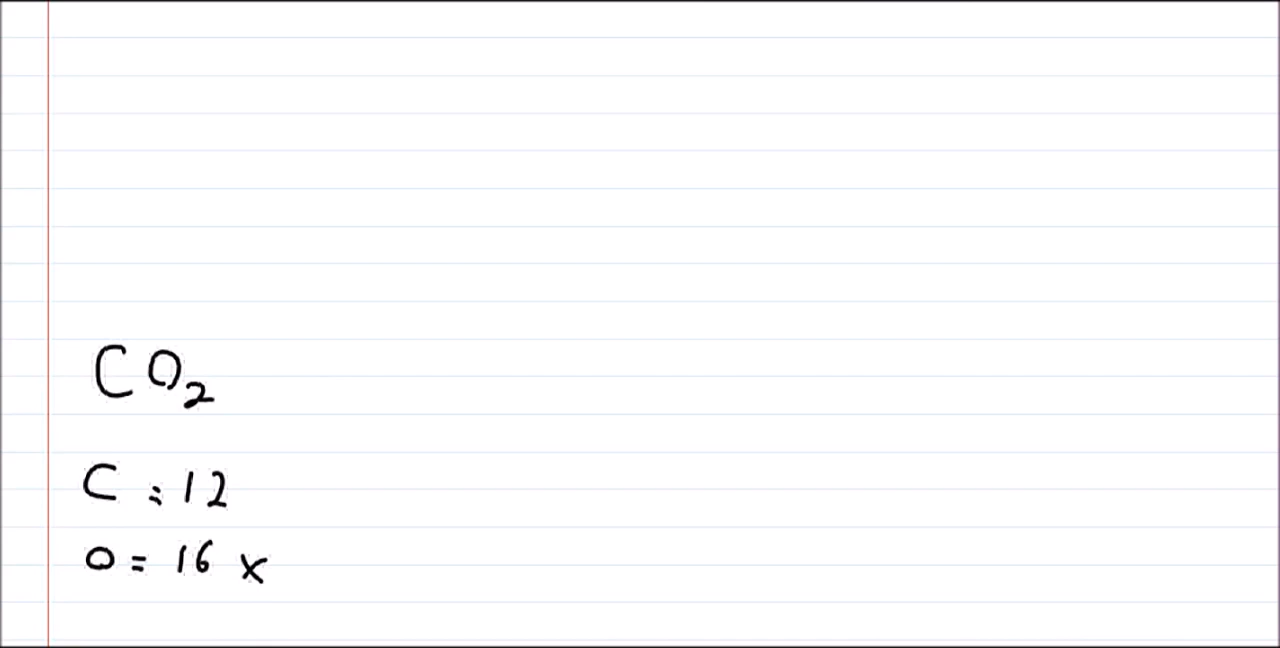 CO₂
C = 12
O = 16 x